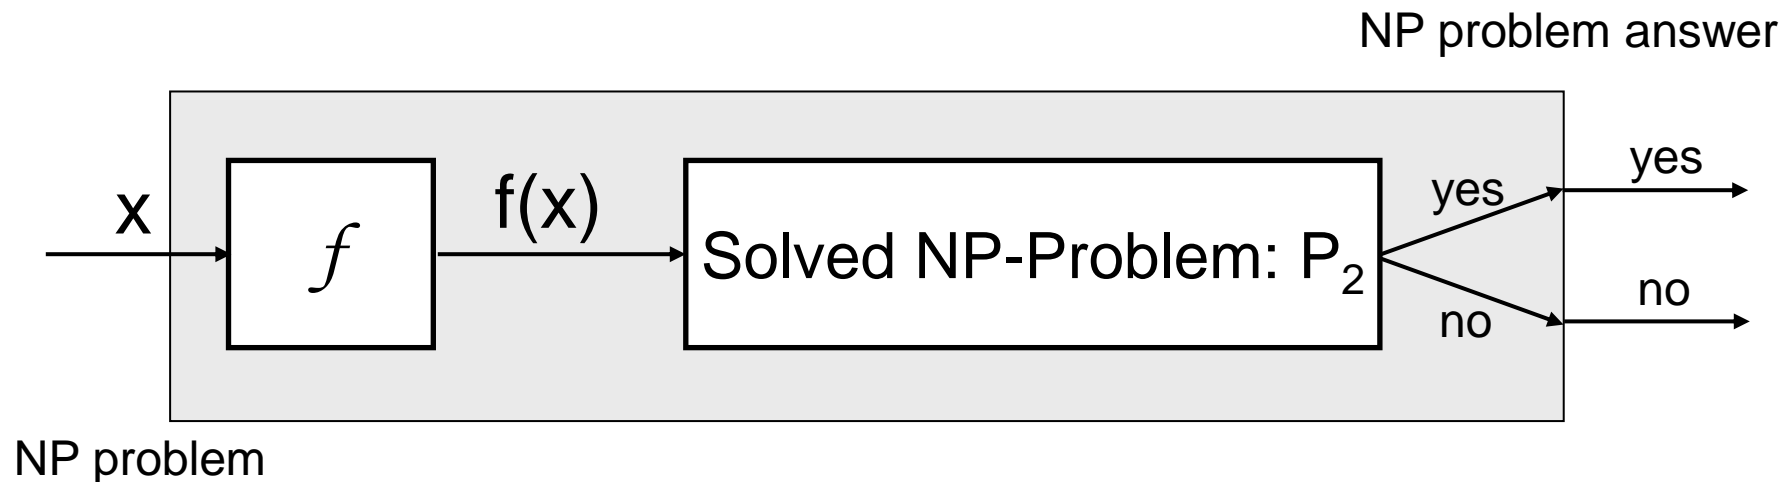 NP problem answer
x
f
f(x)
Solved NP-Problem: P2
yes
no
yes
no
NP problem